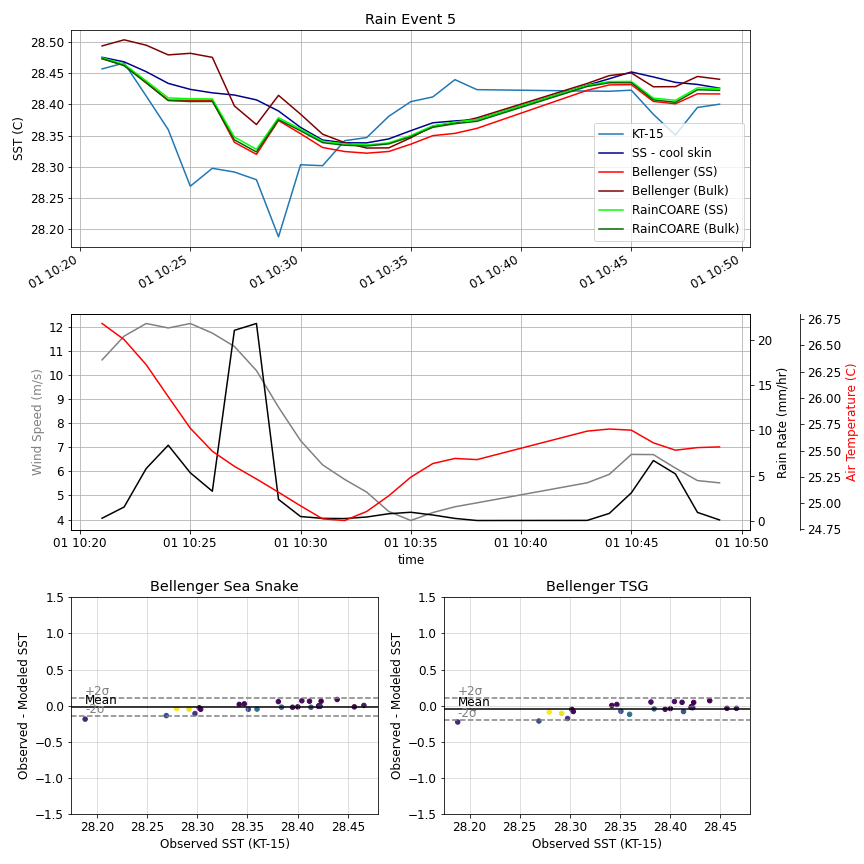 Rain Event 5
28.50
28.45
28.40
28.35
28.30
28.25
28.20
SST (C)
KT-15
SS - cool skin
Bellenger (SS)
Bellenger (Bulk)
RainCOARE (SS)
RainCOARE (Bulk)
01 10:20
01 10:25
01 10:30
01 10:35
01 10:40
01 10:45
01 10:50
12
11
10
9
8
7
6
5
4
Wind Speed (m/s)
20
15
10
5
0
Rain Rate (mm/hr)
26.75
26.50
26.25
26.00
25.75
25.50
25.25
25.00
24.75
Air Temperature (C)
01 10:20
01 10:25
01 10:30
01 10:35
01 10:40
01 10:45
01 10:50
time
Bellenger Sea Snake
1.5
1.0
0.5
0.0
−0.5
−1.0
−1.5
Observed - Modeled SST
+2σ
Mean
-2σ
28.20
28.25
28.30
28.35
28.40
28.45
Observed SST (KT-15)
Bellenger TSG
1.5
1.0
0.5
0.0
−0.5
−1.0
−1.5
Observed - Modeled SST
+2σ
Mean
-2σ
28.20
28.25
28.30
28.35
28.40
28.45
Observed SST (KT-15)